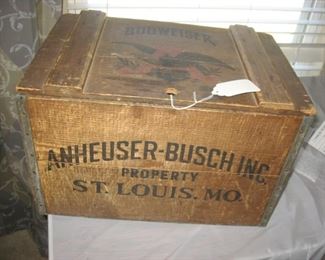 BUDWEISER
ANHEUSER-BUSCH INC.
PROPERTY
ST. LOUIS. MO.